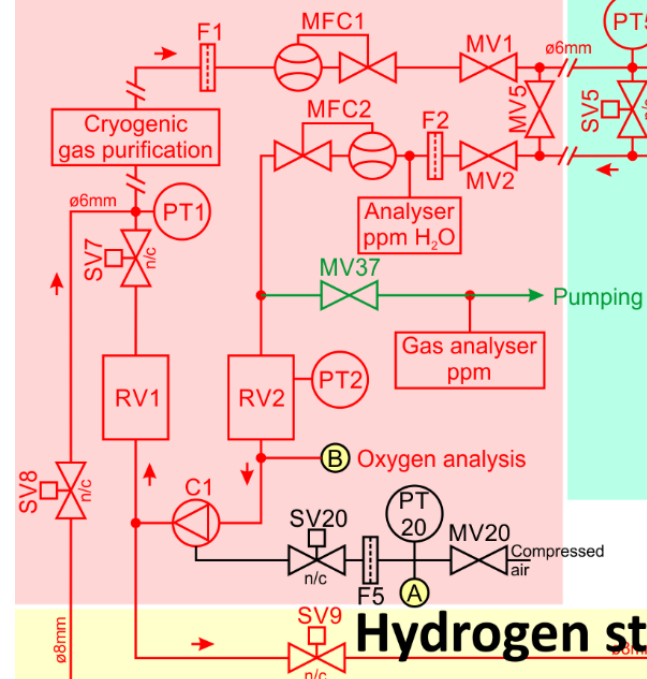 F1
MFC1
MV1
ø6mm
PT5
Cryogenic
gas purification
MFC2
F2
MV5
SV5
n/c
MV2
ø6mm
PT1
Analyser
ppm H₂O
SV7
n/c
MV37
Pumping
Gas analyser
ppm
RV1
RV2
PT2
B
Oxygen analysis
SV8
n/c
C1
SV20
n/c
PT
20
MV20
Compressed
air
F5
A
SV9
n/c
Hydrogen st
ø8mm